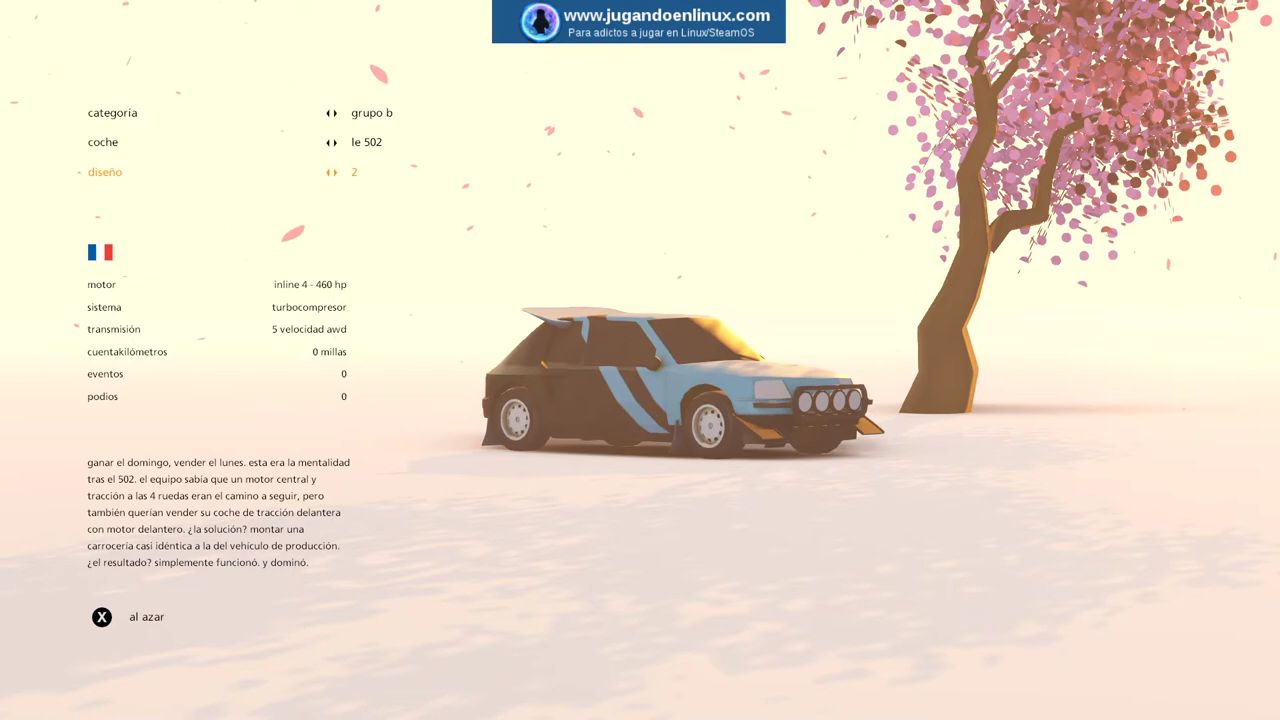 www.jugandoenlinux.com
Para adictos a jugar en Linux/SteamOS
categoria grupo b
coche le 502
diseño 2
motor inline 4 - 460 hp
sistema turbocompresor
transmisión 5 velocidad awd
cuentakilómetros 0 millas
eventos 0
podios 0
ganar el domingo, vender el lunes. esta era la mentalidad
tras el 502. el equipo sabía que un motor central y
tracción a las 4 ruedas eran el camino a seguir, pero
también querían vender su coche de tracción delantera
con motor delantero. ¿la solución? montar una
carrocería casi idéntica a la del vehículo de producción.
¿el resultado? simplemente funcionó. y dominó.
X al azar